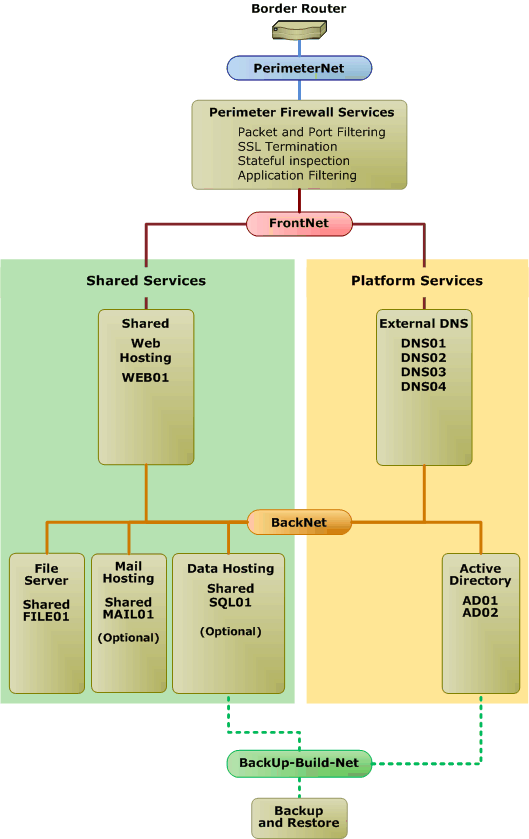 Border Router
PerimeterNet
Perimeter Firewall Services
Packet and Port Filtering
SSL Termination
Stateful inspection
Application Filtering
FrontNet
Shared Services
Platform Services
Shared
Web
Hosting
WEB01
External DNS
DNS01
DNS02
DNS03
DNS04
BackNet
File
Server
Shared
FILE01
Mail
Hosting
Shared
MAIL01
(Optional)
Data Hosting
Shared
SQL01
(Optional)
Active
Directory
AD01
AD02
BackUp-Build-Net
Backup
and Restore